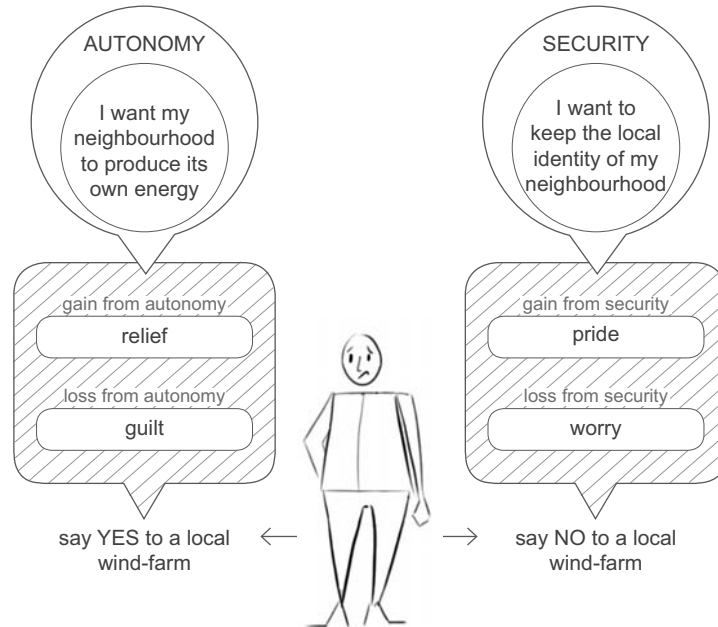 AUTONOMY
I want my
neighbourhood
to produce its
own energy
gain from autonomy
relief
loss from autonomy
guilt
say YES to a local
wind-farm
SECURITY
I want to
keep the local
identity of my
neighbourhood
gain from security
pride
loss from security
worry
say NO to a local
wind-farm